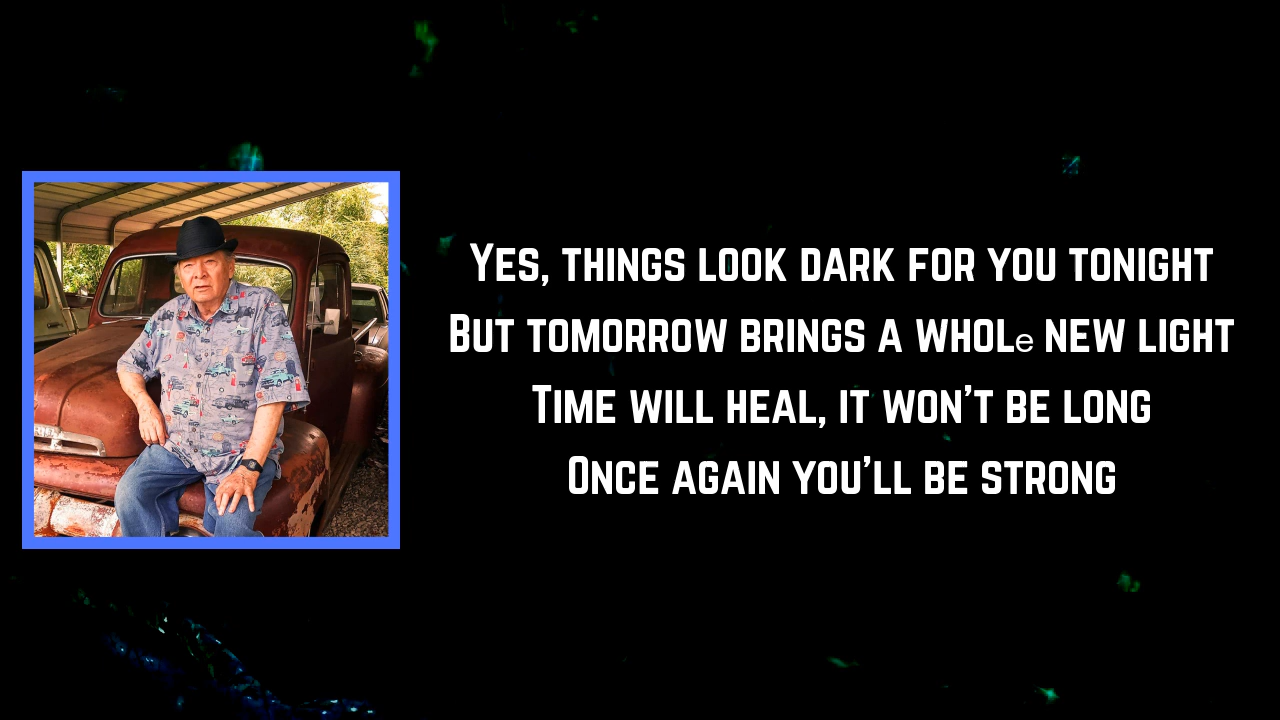 Yes, things look dark for you tonight
But tomorrow brings a whole new light
Time will heal, it won’t be long
Once again you’ll be strong